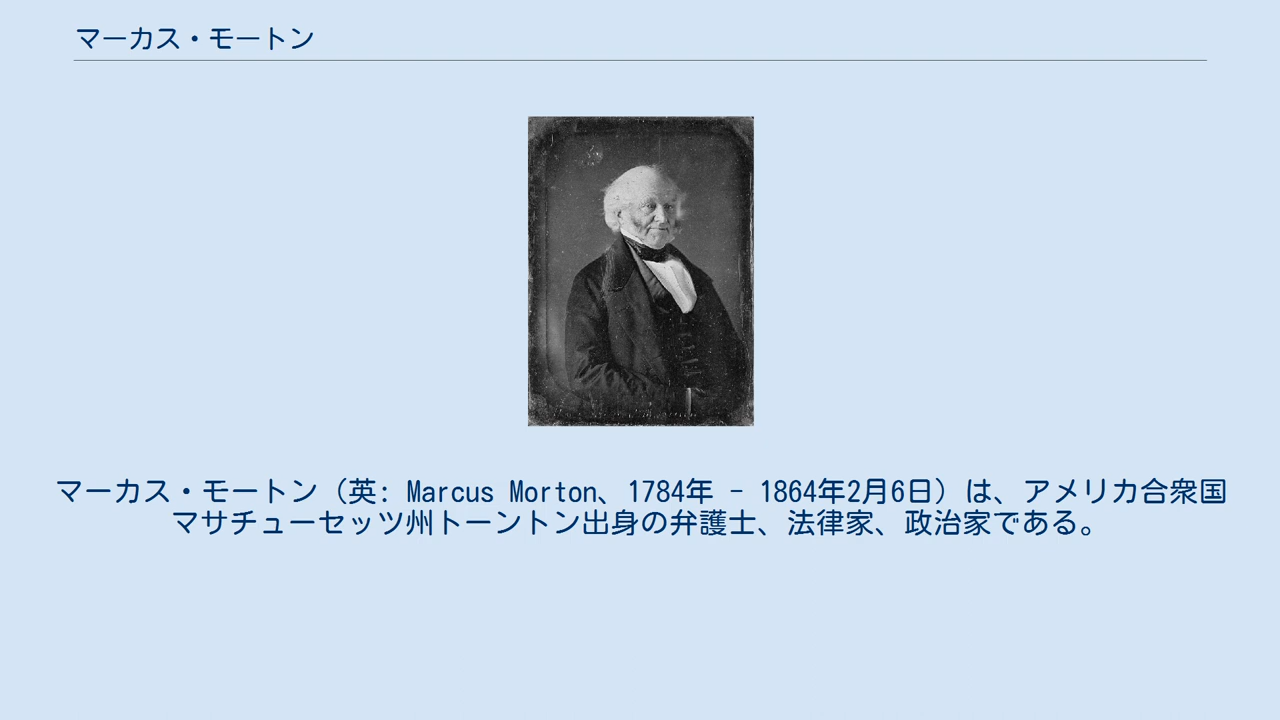 マーカス・モートン
マーカス・モートン（英: Marcus Morton、1784年 - 1864年2月6日）は、アメリカ合衆国
マサチューセッツ州トーントン出身の弁護士、法律家、政治家である。